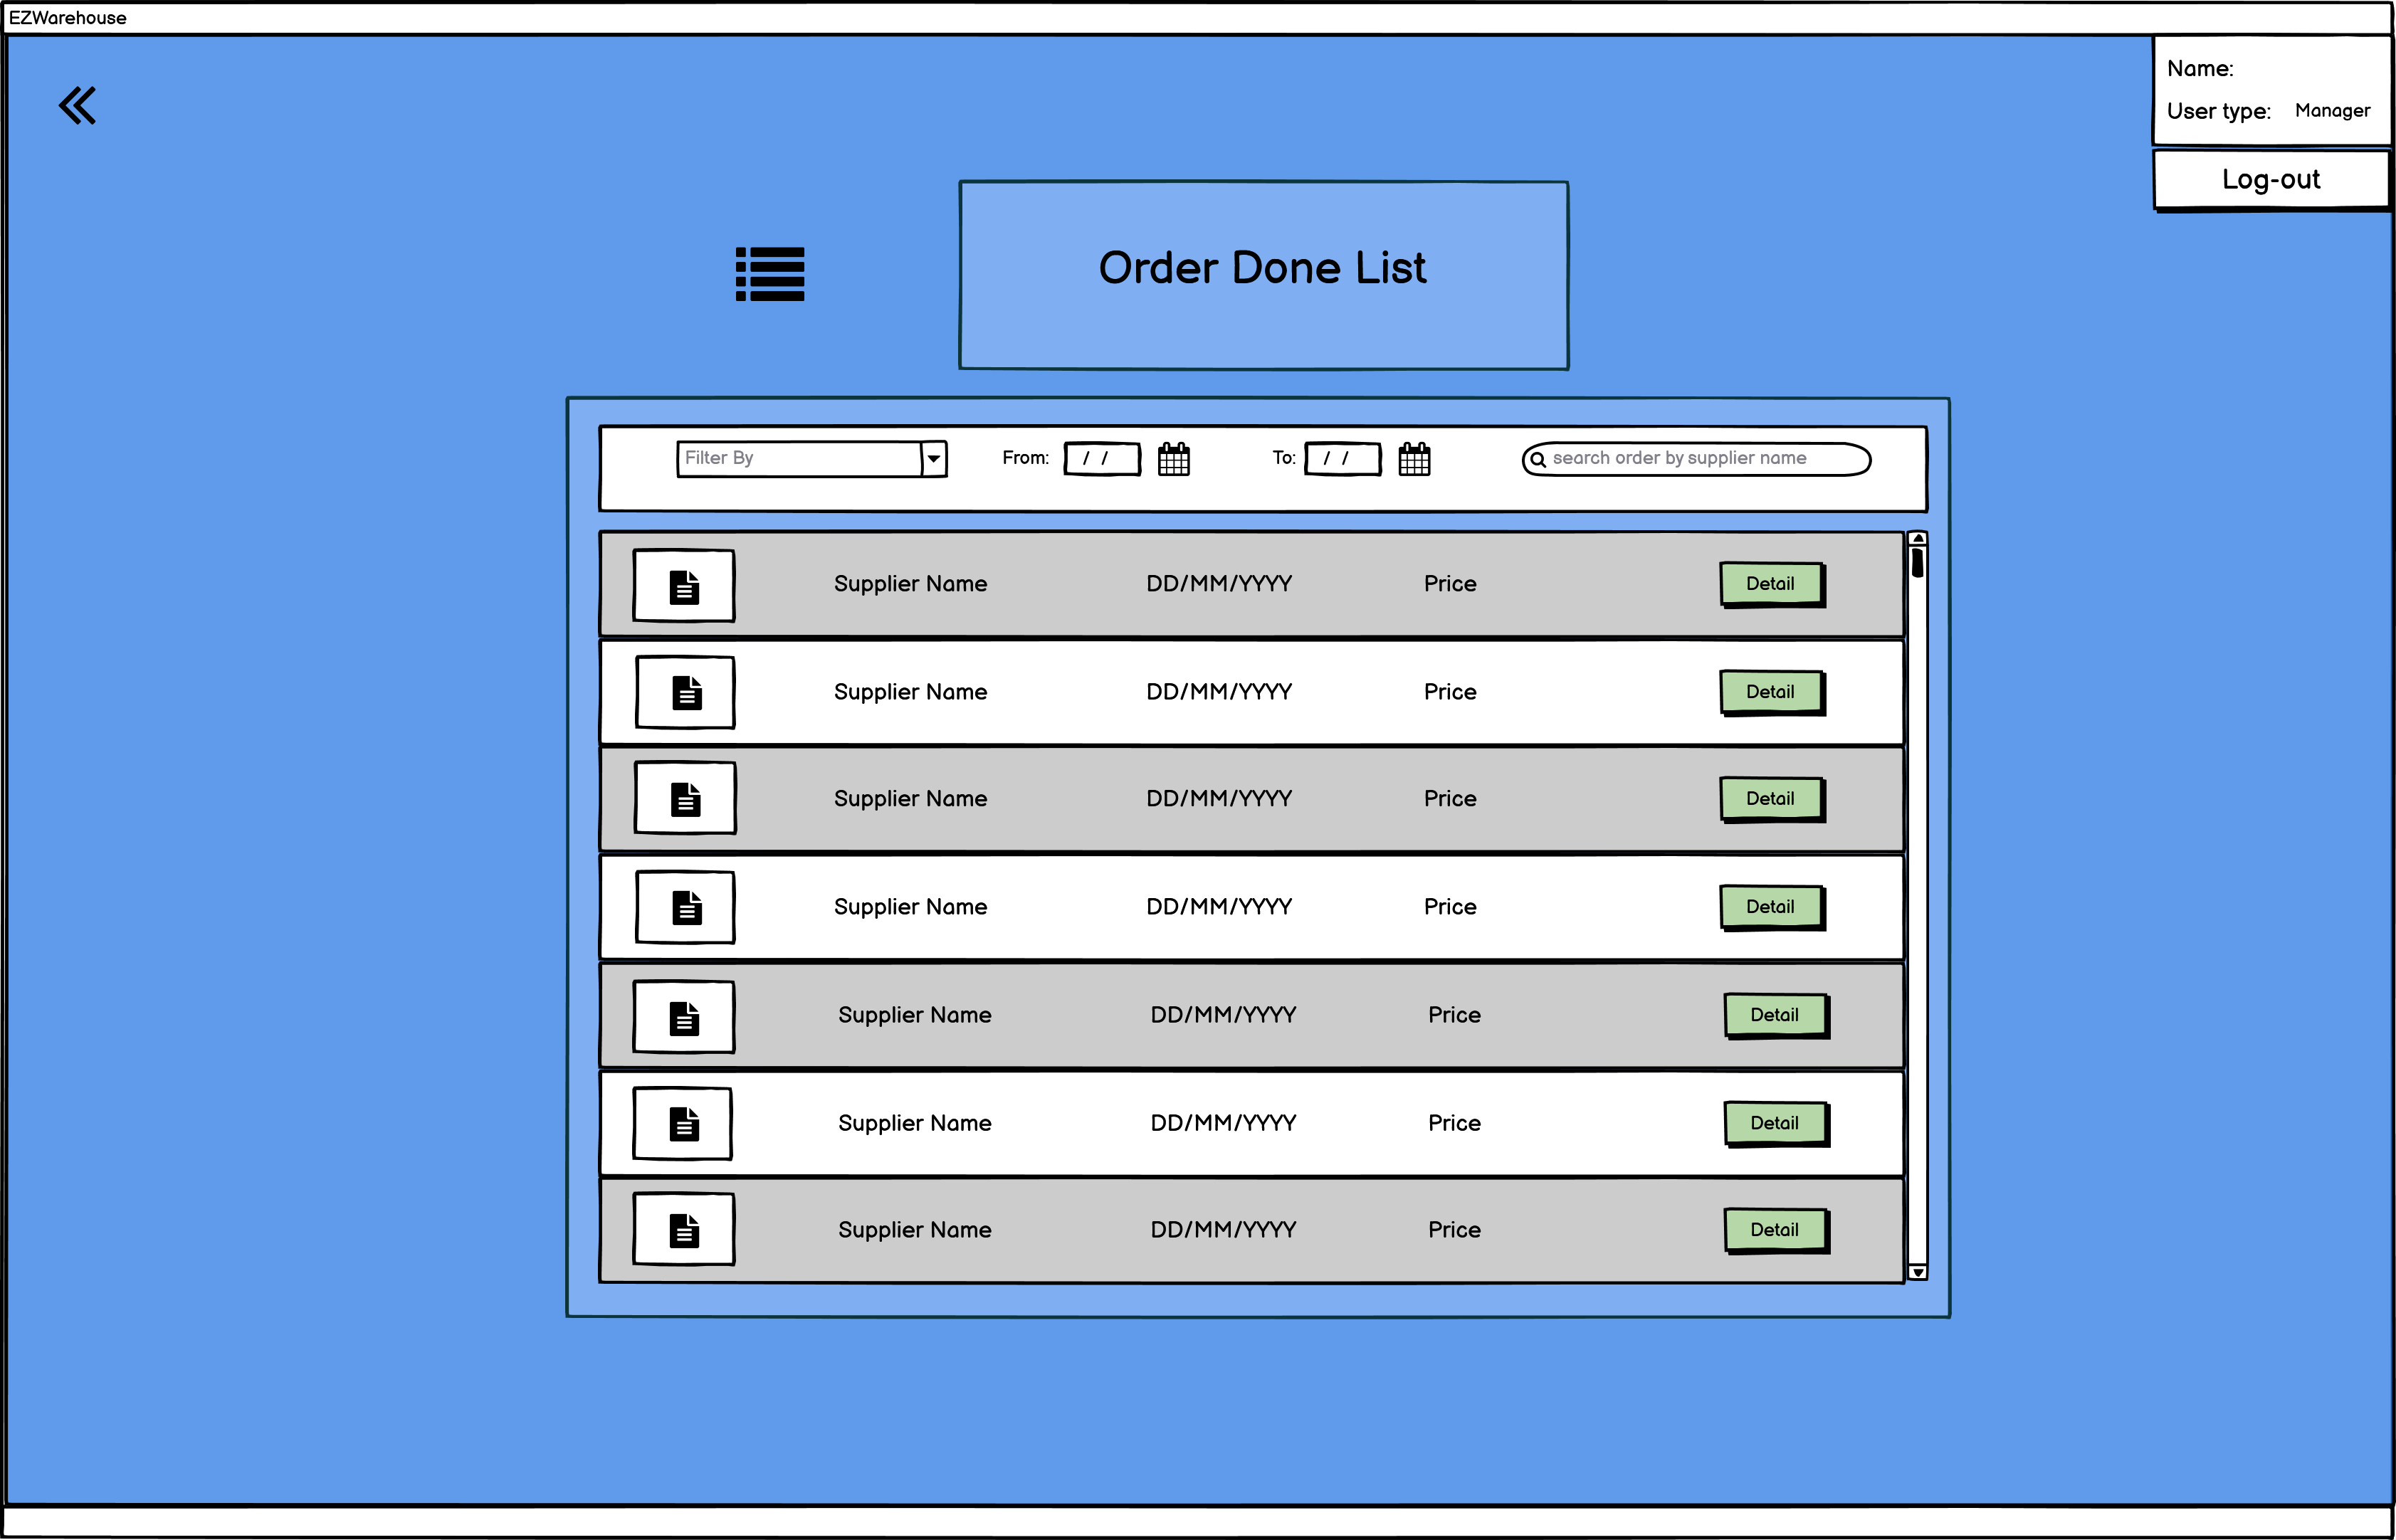 EZWarehouse
Name:
User type: Manager
Log-out
Order Done List
Filter By From: / / To: / / search order by supplier name
Supplier Name DD/MM/YYYY Price Detail
Supplier Name DD/MM/YYYY Price Detail
Supplier Name DD/MM/YYYY Price Detail
Supplier Name DD/MM/YYYY Price Detail
Supplier Name DD/MM/YYYY Price Detail
Supplier Name DD/MM/YYYY Price Detail
Supplier Name DD/MM/YYYY Price Detail